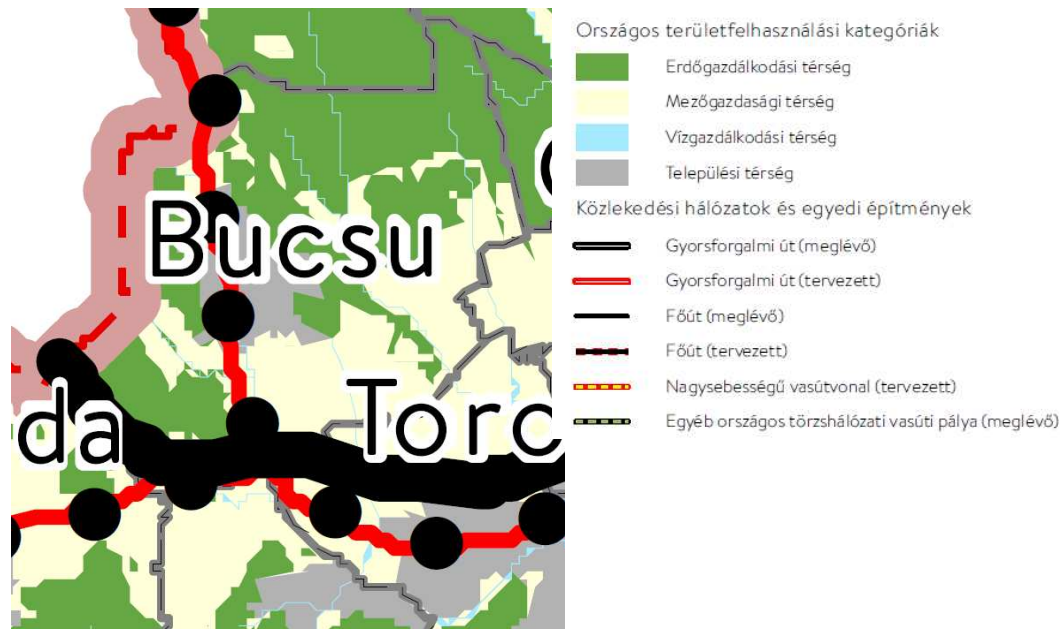 Bucsu
da
Torc
Országos területfelhasználási kategóriák
Erdőgazdálkodási térség
Mezőgazdasági térség
Vízgazdálkodási térség
Települési térség
Közlekedési hálózatok és egyedi építmények
Gyorsforgalmi út (meglévő)
Gyorsforgalmi út (tervezett)
Főút (meglévő)
Főút (tervezett)
Nagysebességű vasútvonal (tervezett)
Egyéb országos törzshálózati vasúti pálya (meglévő)